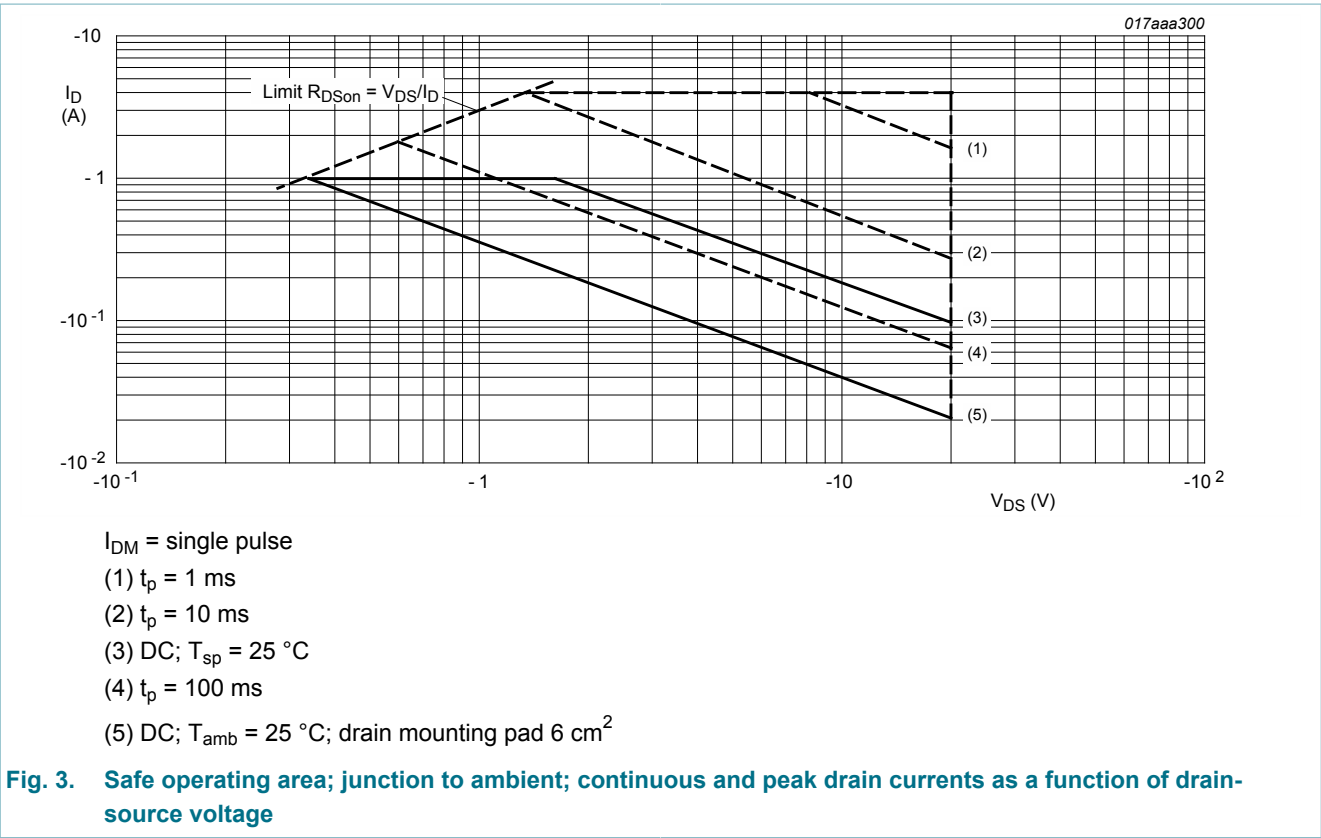 017aaa300
-10
I_D
(A)
Limit R_DSon = V_DS/I_D
(1)
- 1
(2)
-10^-1
(3)
(4)
(5)
-10^-2
-10^-1
- 1
-10
-10^2
V_DS (V)
I_DM = single pulse
(1) t_p = 1 ms
(2) t_p = 10 ms
(3) DC; T_sp = 25 °C
(4) t_p = 100 ms
(5) DC; T_amb = 25 °C; drain mounting pad 6 cm^2
Fig. 3. Safe operating area; junction to ambient; continuous and peak drain currents as a function of drain-
source voltage